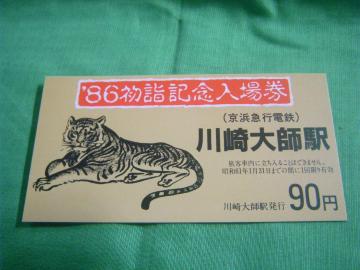 '86初詣記念入場券
(京浜急行電鉄)
川崎大師駅
旅客車内に立ち入ることはできません。
昭和61年1月31日までの間に1回限り有効
川崎大師駅発行 90円